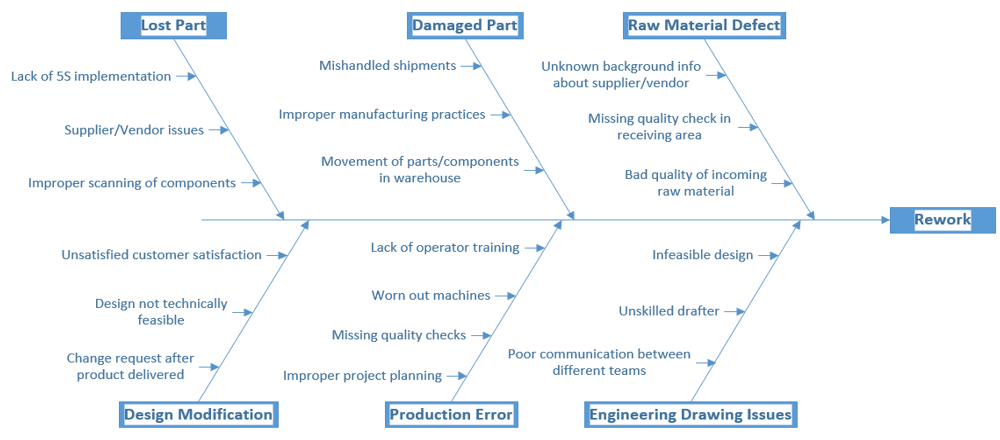 Lost Part
Damaged Part
Raw Material Defect
Lack of 5S implementation
Supplier/Vendor issues
Improper scanning of components
Mishandled shipments
Improper manufacturing practices
Movement of parts/components
in warehouse
Unknown background info
about supplier/vendor
Missing quality check in
receiving area
Bad quality of incoming
raw material
Rework
Unsatisfied customer satisfaction
Design not technically
feasible
Change request after
product delivered
Lack of operator training
Worn out machines
Missing quality checks
Improper project planning
Infeasible design
Unskilled drafter
Poor communication between
different teams
Design Modification
Production Error
Engineering Drawing Issues